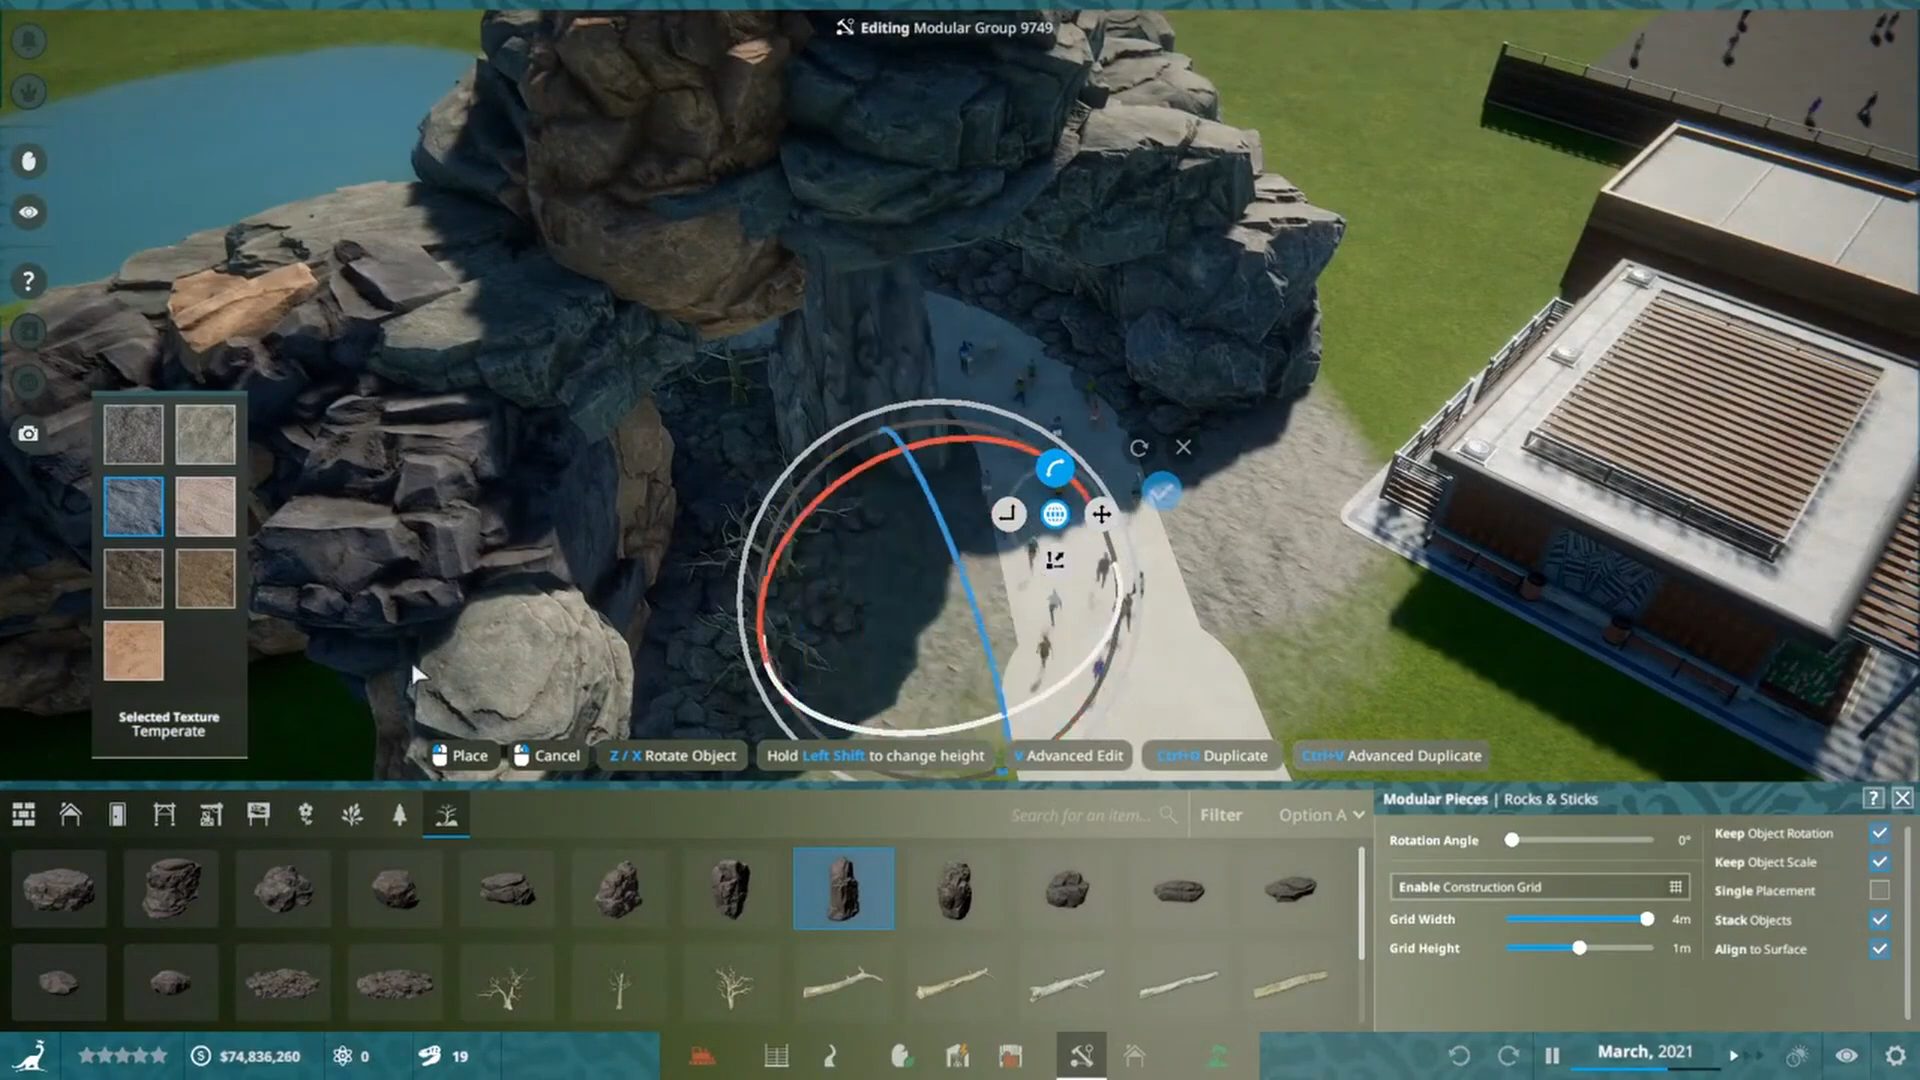 Editing Modular Group 9749
Selected Texture
Temperate
Place
Cancel
Z / X Rotate Object
Hold Left Shift to change height
V Advanced Edit
Ctrl+D Duplicate
Ctrl+V Advanced Duplicate
Search for an item...
Filter
Option A
Modular Pieces | Rocks & Sticks
?
Rotation Angle
0°
Enable Construction Grid
Grid Width
4m
Grid Height
1m
Keep Object Rotation
Keep Object Scale
Single Placement
Stack Objects
Align to Surface
$74,836,260
0
19
March, 2021